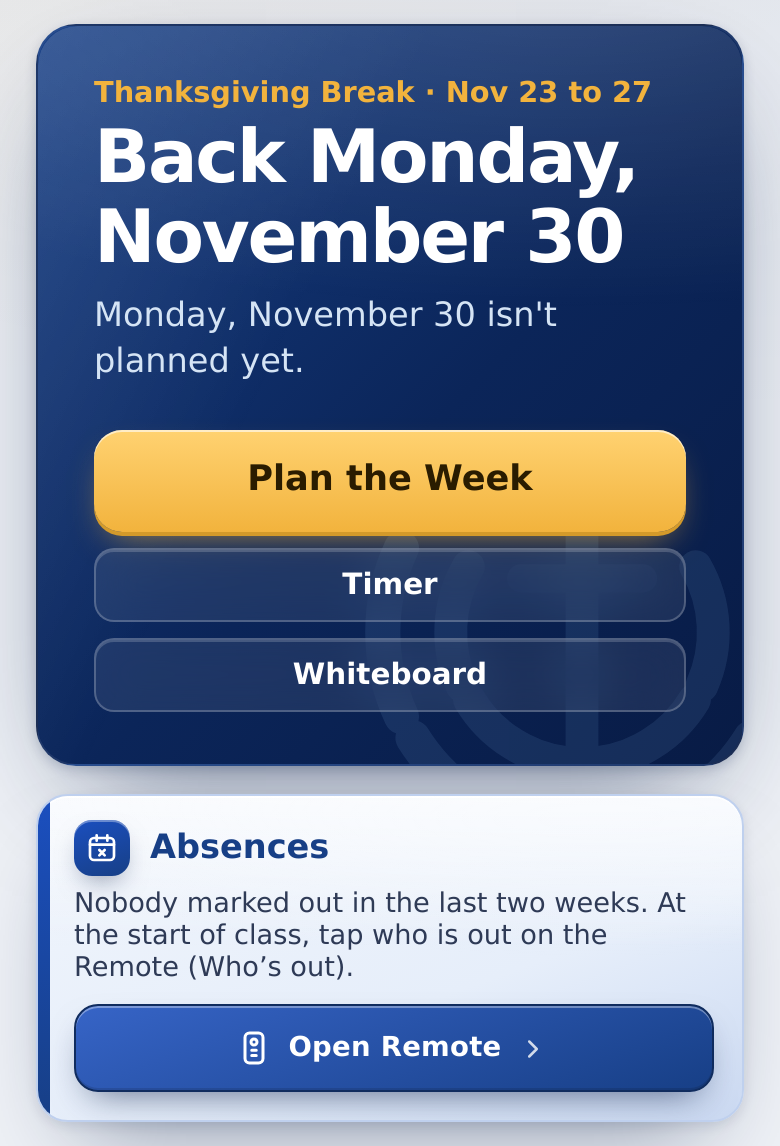 Thanksgiving Break · Nov 23 to 27
Back Monday,
November 30
Monday, November 30 isn't
planned yet.
Plan the Week
Timer
Whiteboard
Absences
Nobody marked out in the last two weeks. At
the start of class, tap who is out on the
Remote (Who’s out).
Open Remote